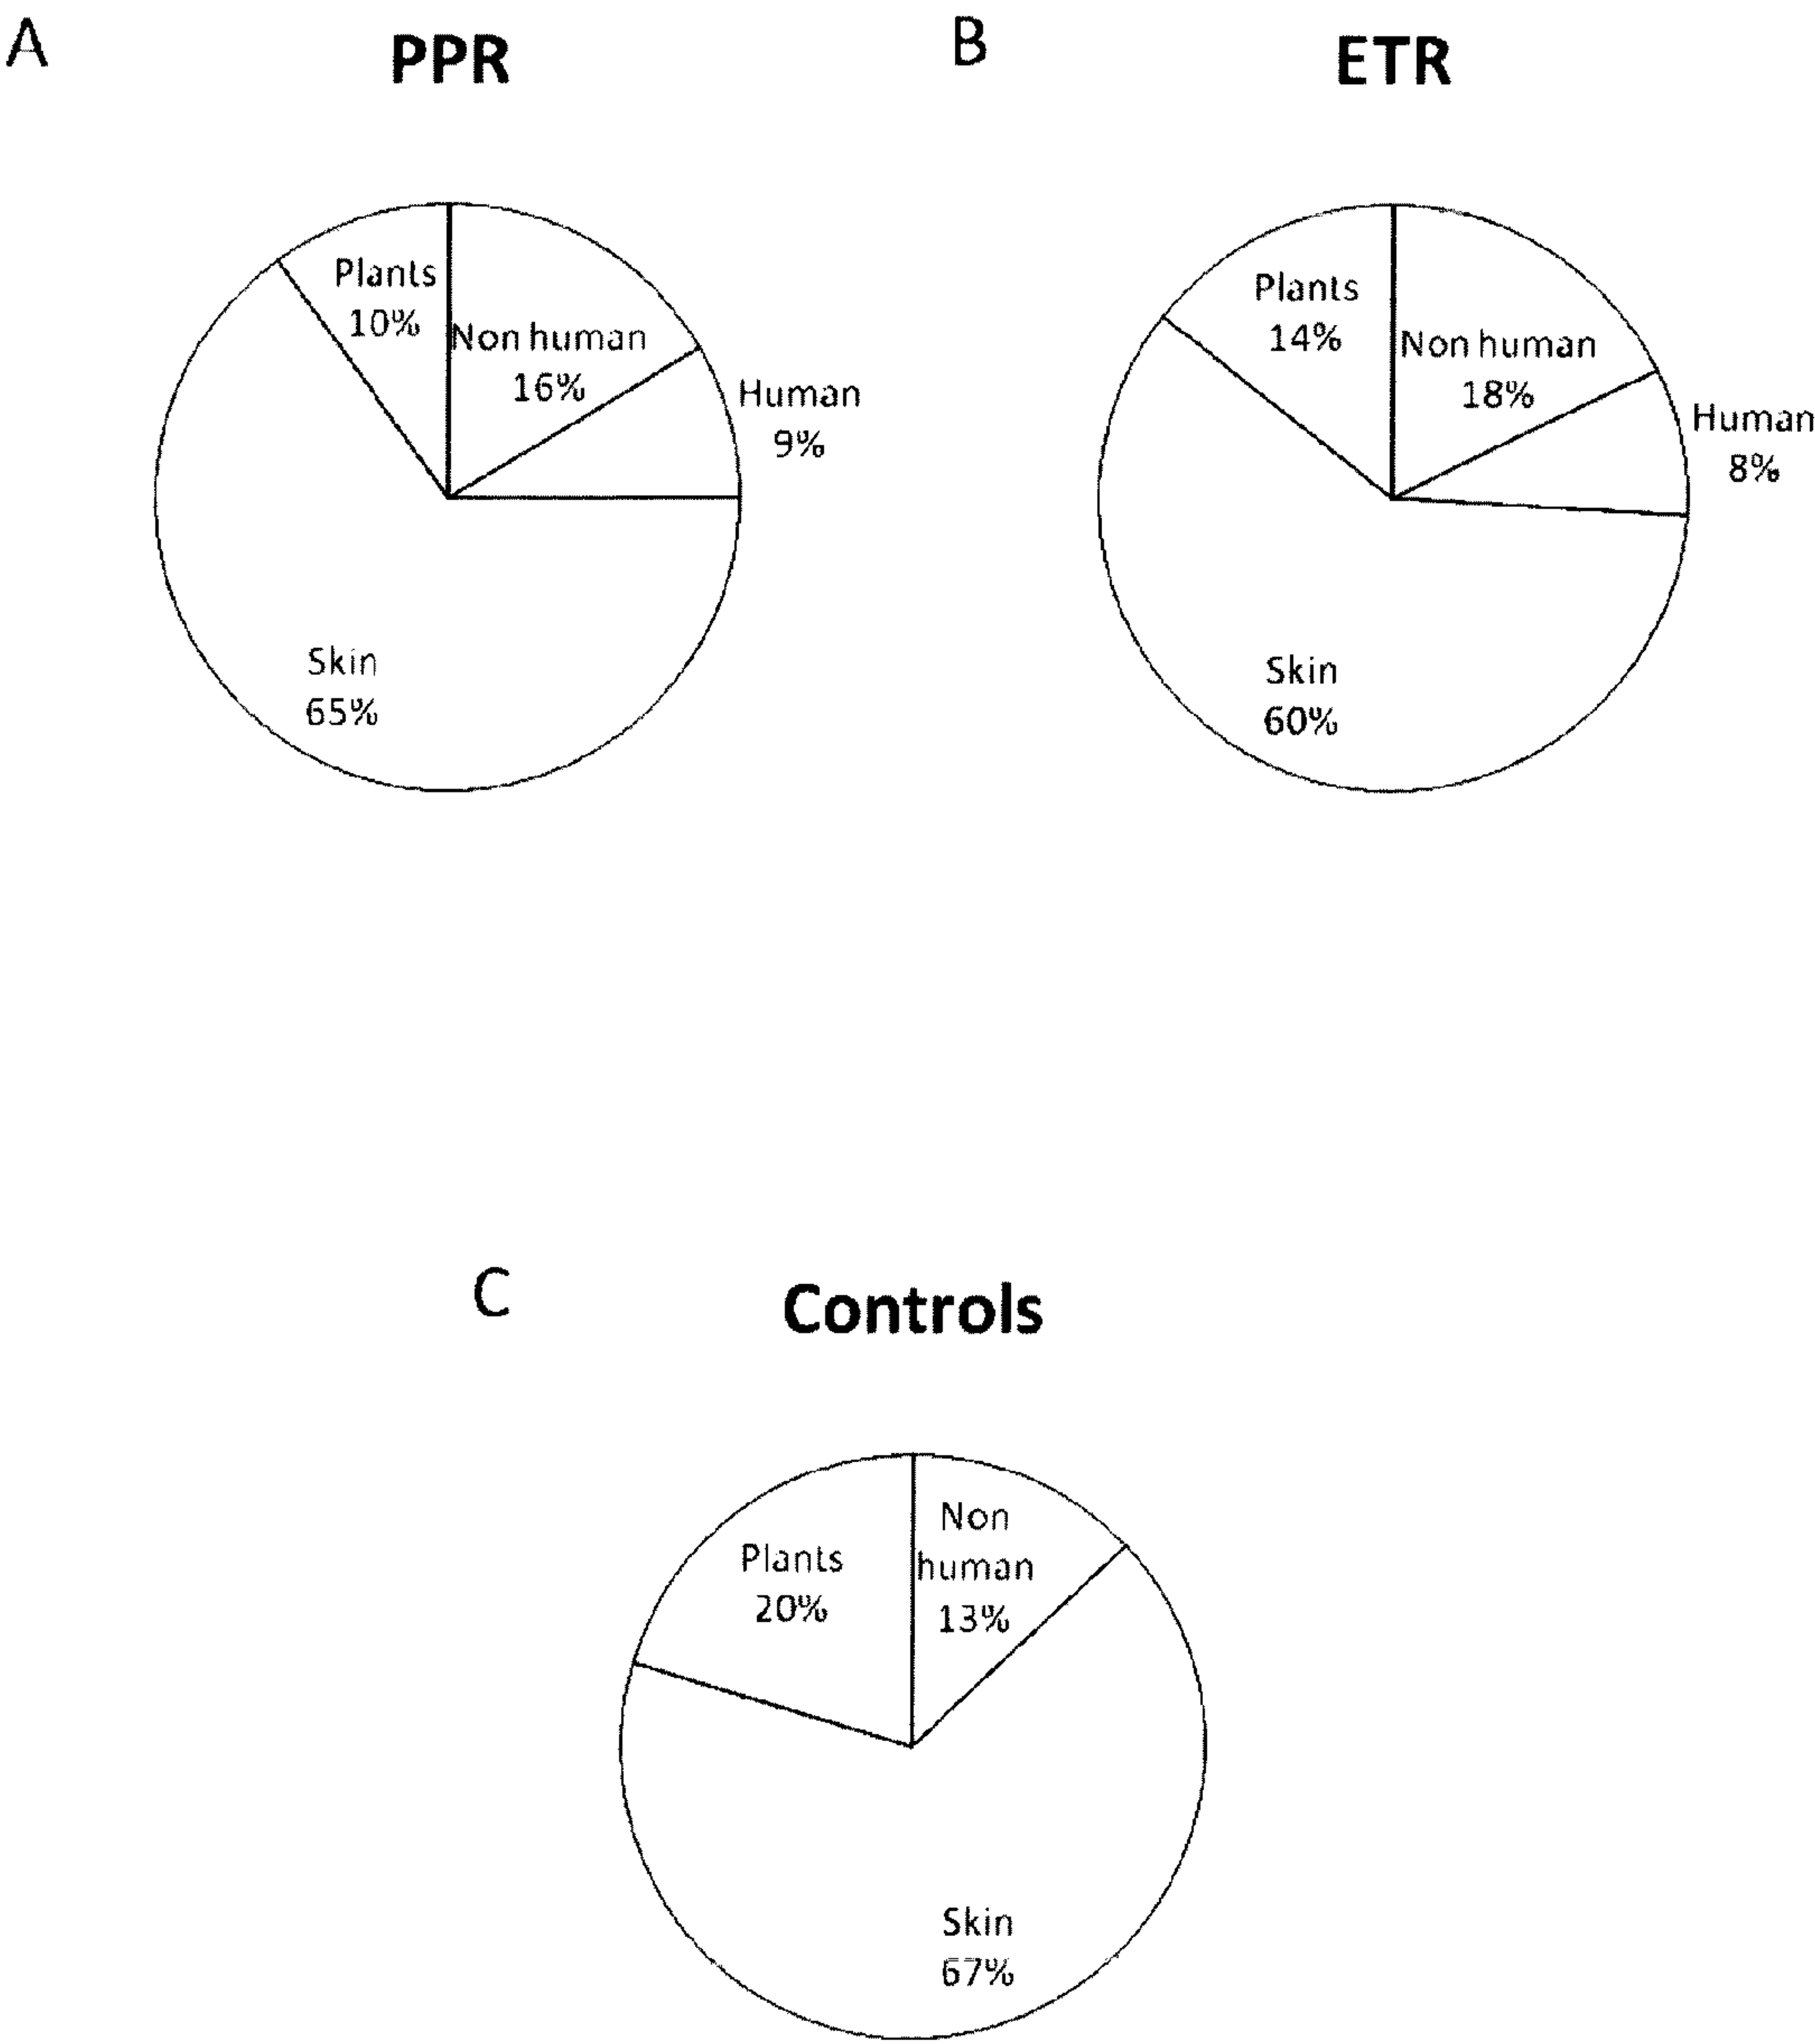 A
PPR
Plants
10%
Non human
16%
Human
9%
Skin
65%
B
ETR
Plants
14%
Non human
18%
Human
8%
Skin
60%
C
Controls
Plants
20%
Non
human
13%
Skin
67%